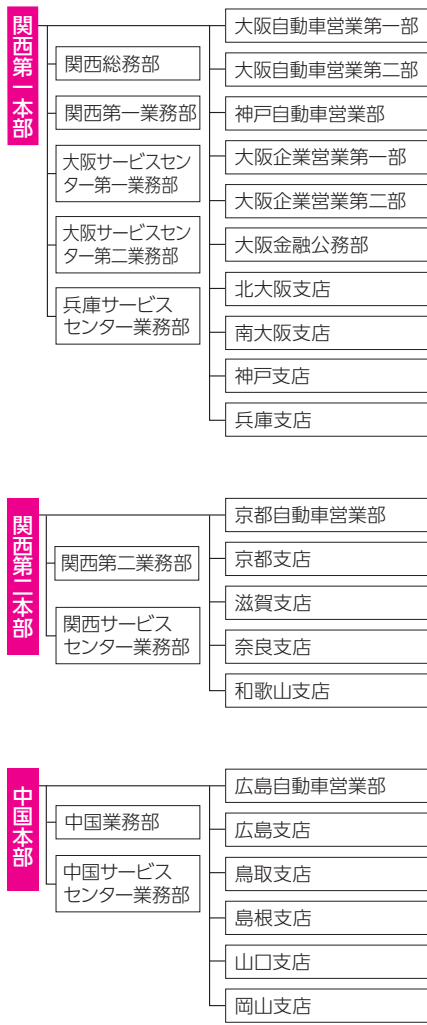 関西第一本部
関西総務部
関西第一業務部
大阪サービスセン
ター第一業務部
大阪サービスセン
ター第二業務部
兵庫サービス
センター業務部
大阪自動車営業第一部
大阪自動車営業第二部
神戸自動車営業部
大阪企業営業第一部
大阪企業営業第二部
大阪金融公務部
北大阪支店
南大阪支店
神戸支店
兵庫支店
関西第二本部
関西第二業務部
関西サービス
センター業務部
京都自動車営業部
京都支店
滋賀支店
奈良支店
和歌山支店
中国本部
中国業務部
中国サービス
センター業務部
広島自動車営業部
広島支店
鳥取支店
島根支店
山口支店
岡山支店